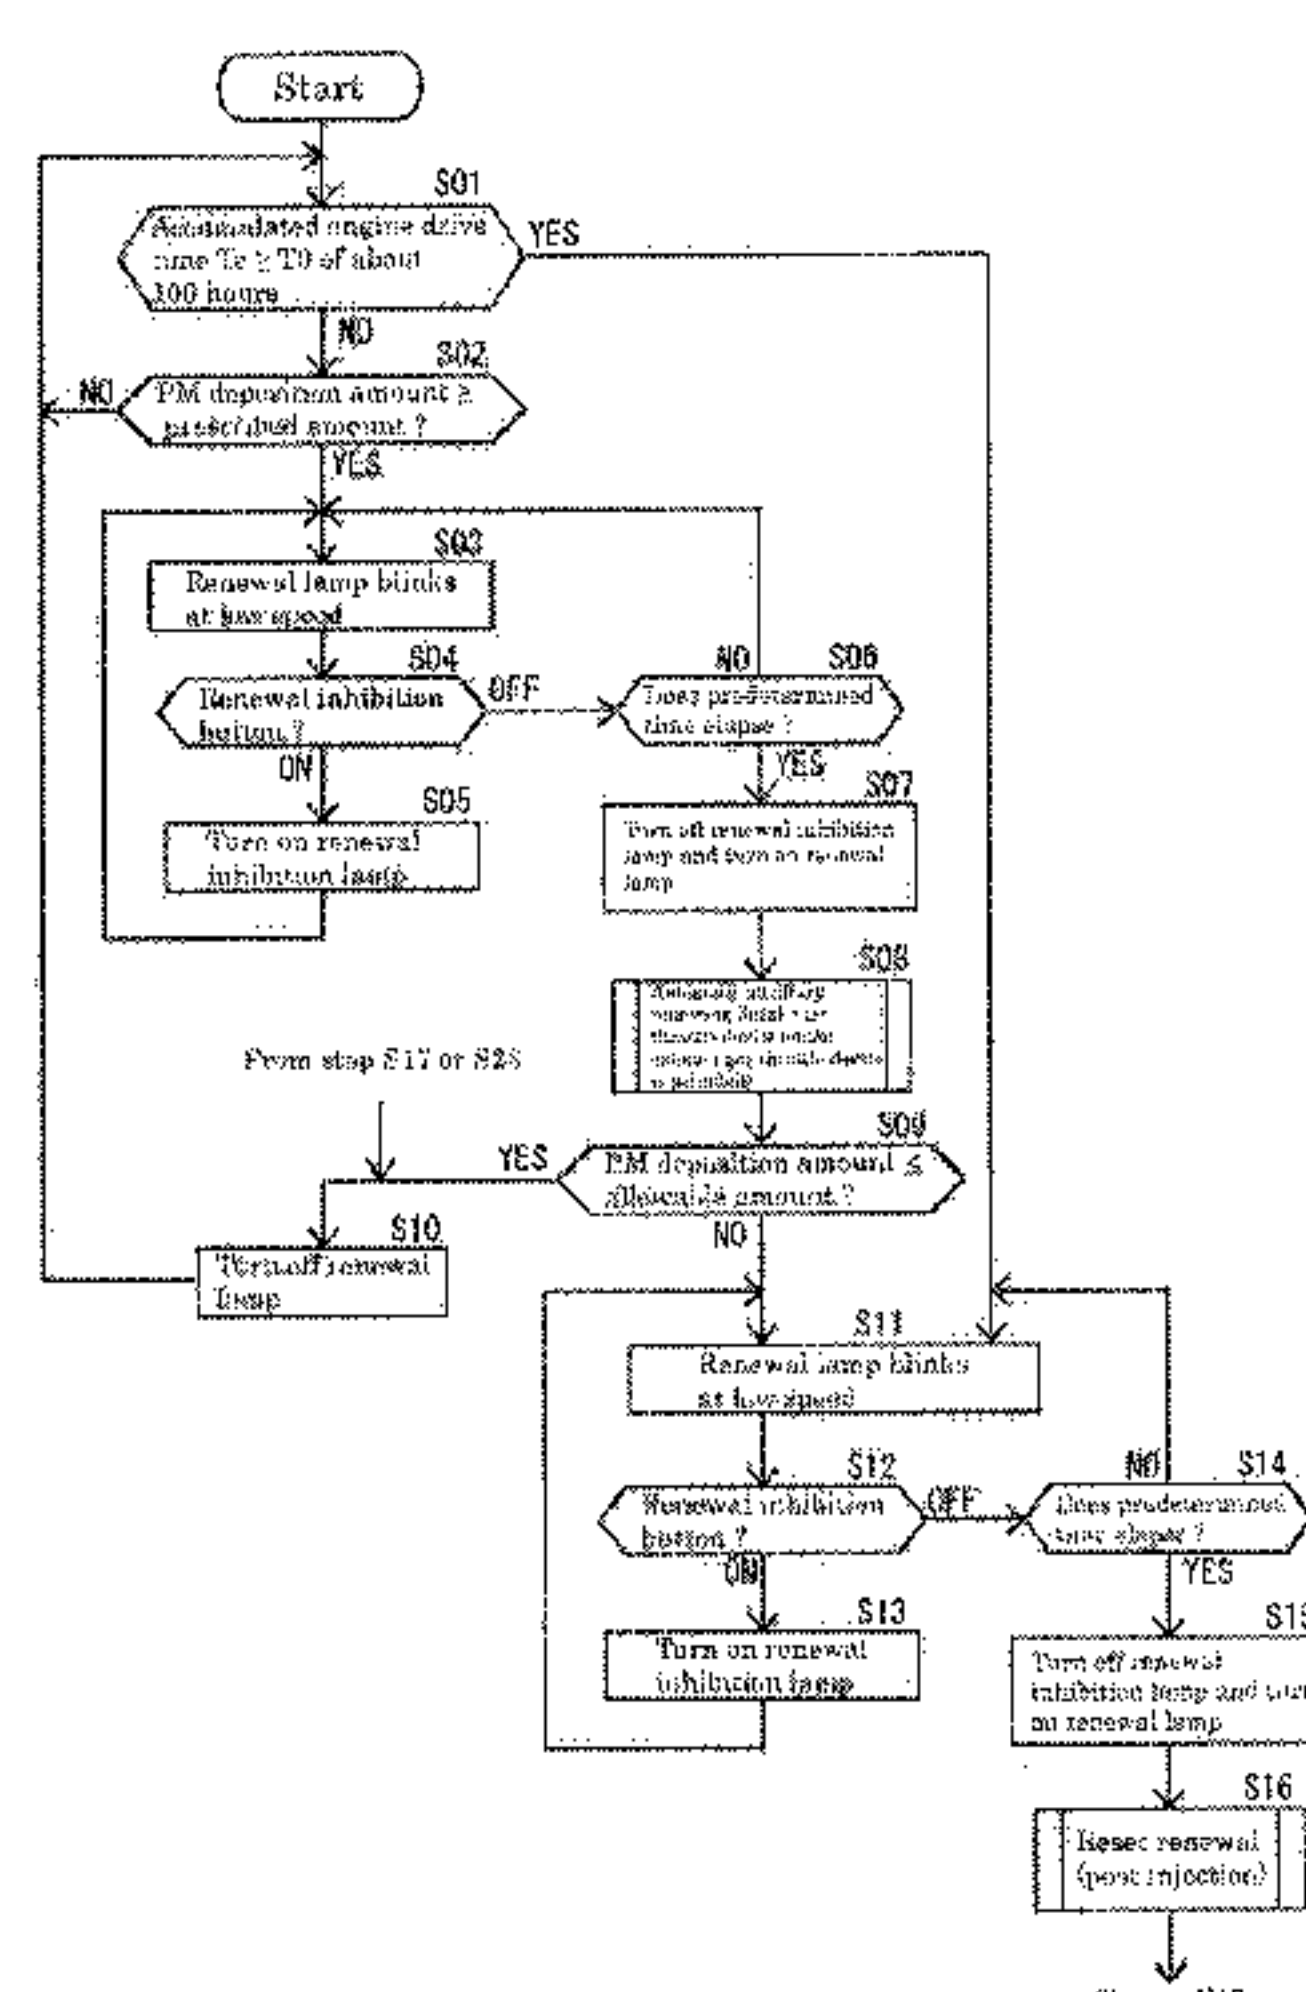 Start
S01
Accumulated engine drive
time Te ≥ T0 of about
100 hours
YES
NO
S02
PM deposition amount ≥
prescribed amount ?
NO
YES
S03
Renewal lamp blinks
at low speed
S04
Renewal inhibition
button ?
OFF
ON
S05
Turn on renewal
inhibition lamp
NO
S06
Does predetermined
time elapse ?
YES
S07
Turn off renewal inhibition
lamp and turn on renewal
lamp
S08
From step S17 or
S09
PM deposition amount ≤
allowable amount ?
YES
NO
S10
Turn off renewal
lamp
S11
Renewal lamp blinks
at low speed
S12
Renewal inhibition
button ?
OFF
ON
S13
Turn on renewal
inhibition lamp
NO
S14
Does predetermined
time elapse ?
YES
Turn off renewal
inhibition lamp and
on renewal lamp
S16
Reset renewal
(post injection)